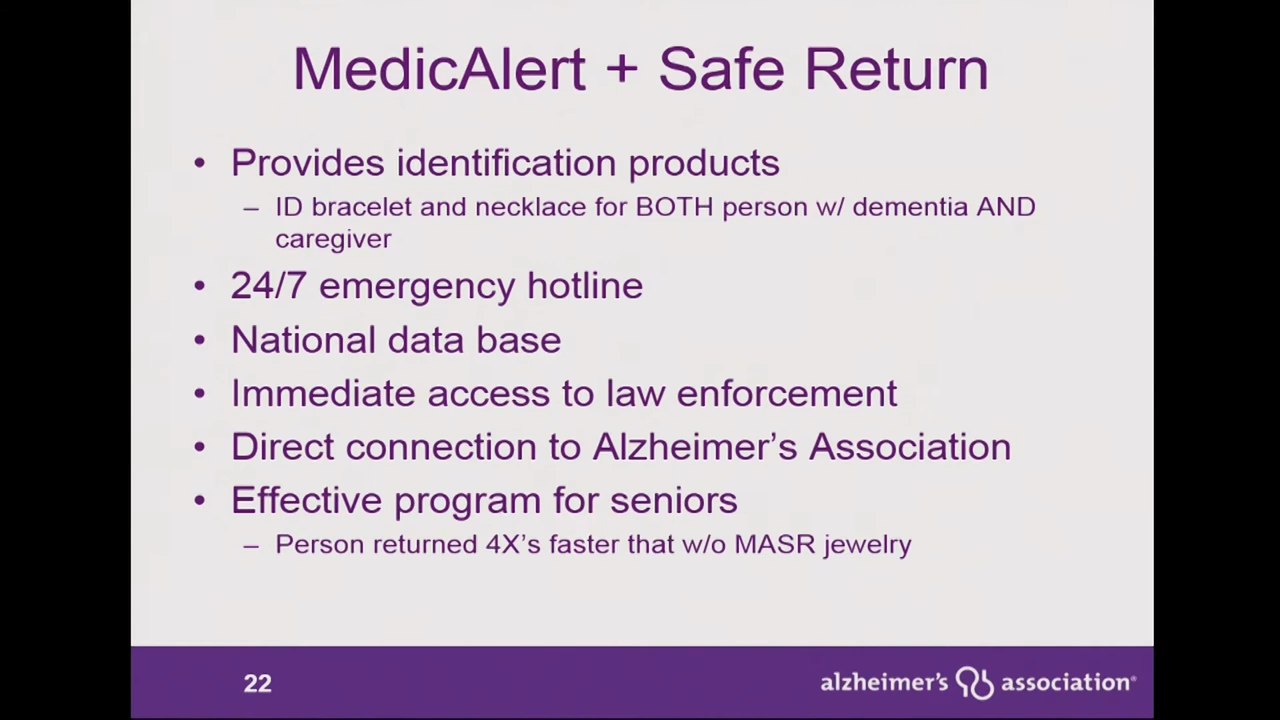 MedicAlert + Safe Return
• Provides identification products
– ID bracelet and necklace for BOTH person w/ dementia AND
caregiver
• 24/7 emergency hotline
• National data base
• Immediate access to law enforcement
• Direct connection to Alzheimer’s Association
• Effective program for seniors
– Person returned 4X’s faster that w/o MASR jewelry
22
alzheimer’s association®